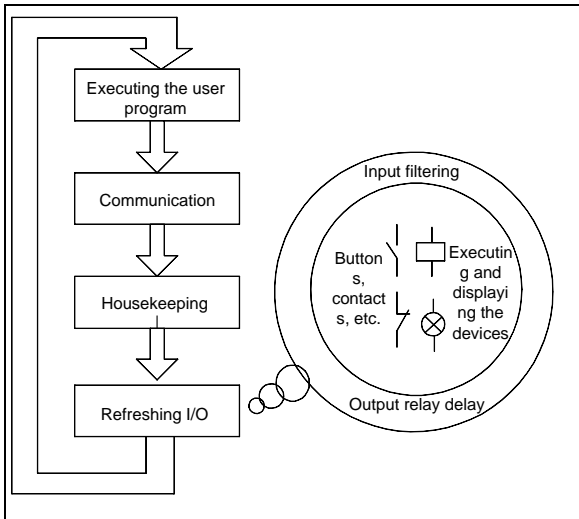 Executing the user
program
Communication
Housekeeping
Refreshing I/O
Input filtering
Button
s,
contact
s, etc.
Executin
g and
displayi
ng the
devices
Output relay delay